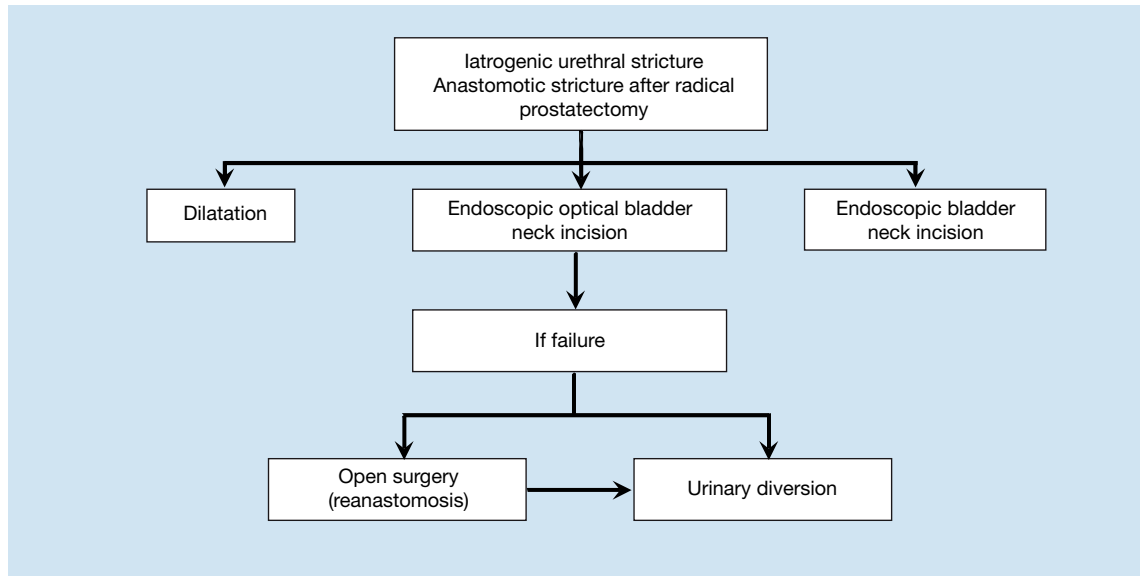 Iatrogenic urethral stricture
Anastomotic stricture after radical
prostatectomy
Dilatation
Endoscopic optical bladder
neck incision
Endoscopic bladder
neck incision
If failure
Open surgery
(reanastomosis)
Urinary diversion